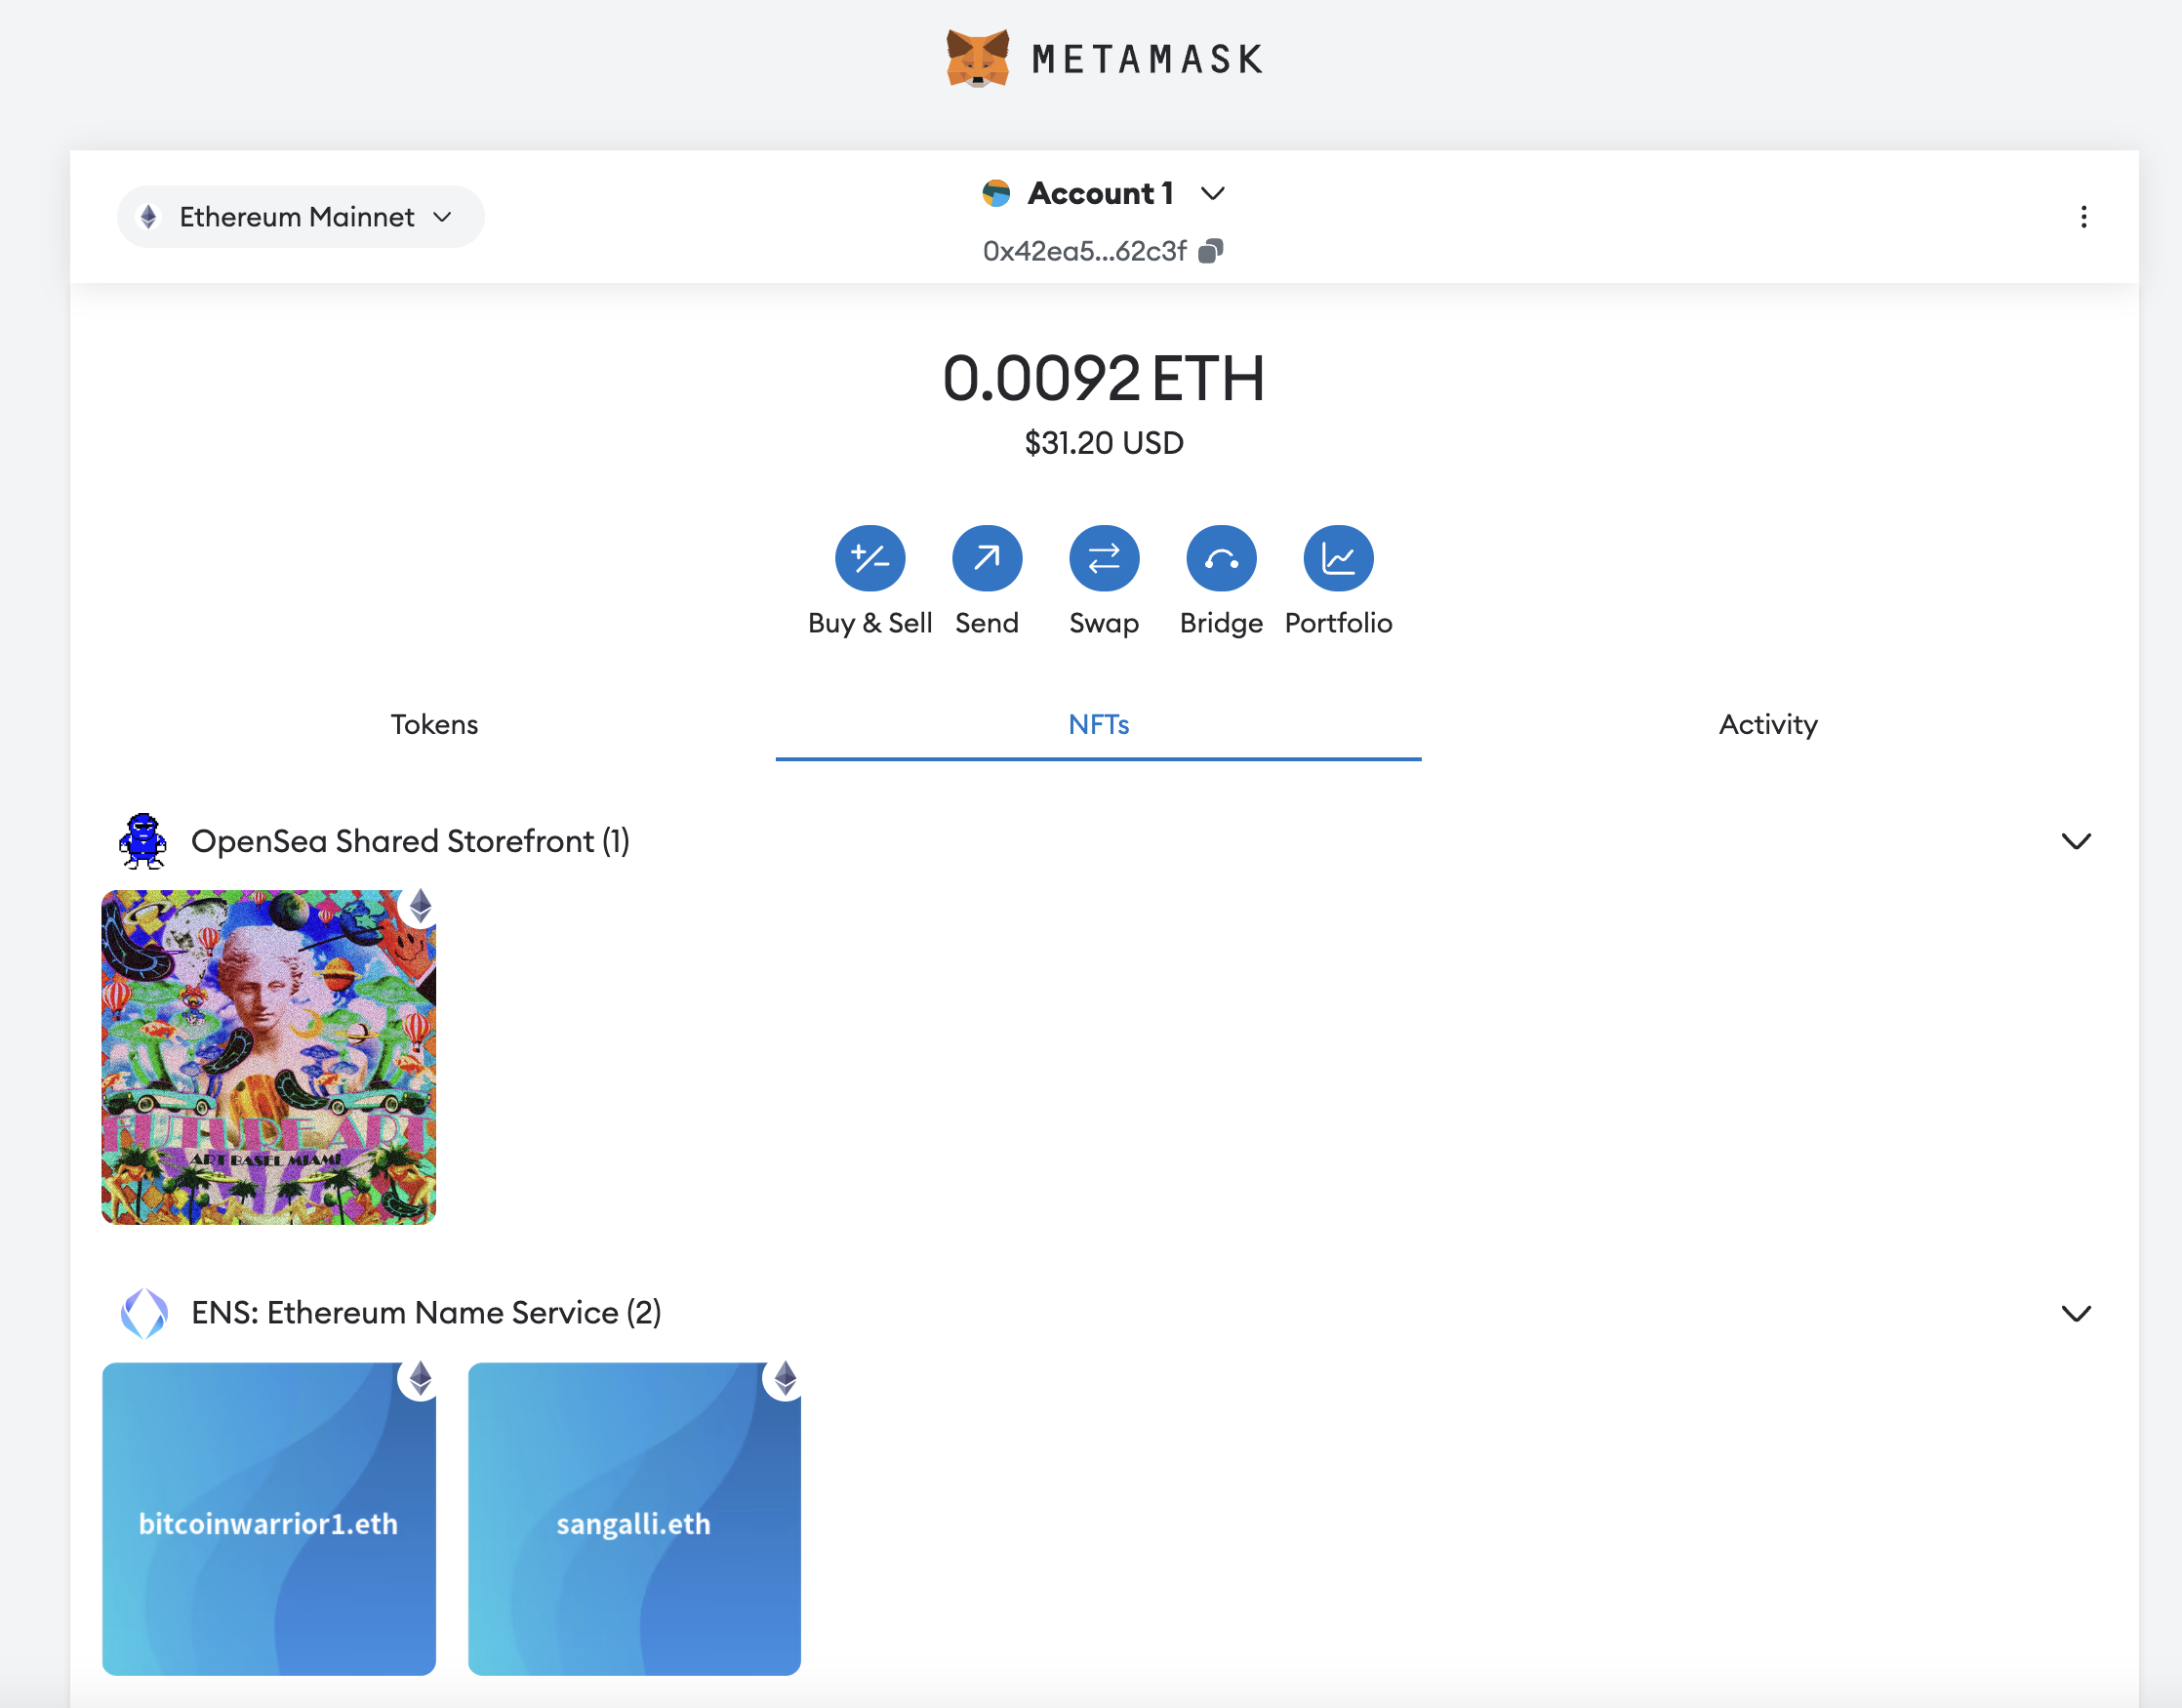 METAMASK
Ethereum Mainnet
Account 1
0x42ea5...62c3f
0.0092 ETH
$31.20 USD
Buy & Sell
Send
Swap
Bridge
Portfolio
Tokens
NFTs
Activity
OpenSea Shared Storefront (1)
FUTURE ART
ART BASEL MIAMI
ENS: Ethereum Name Service (2)
bitcoinwarrior1.eth
sangalli.eth